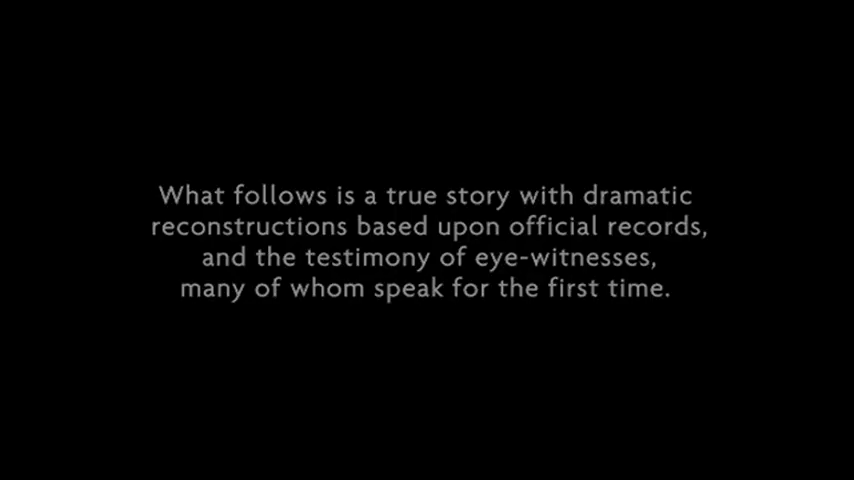 What follows is a true story with dramatic
reconstructions based upon official records,
and the testimony of eye-witnesses,
many of whom speak for the first time.